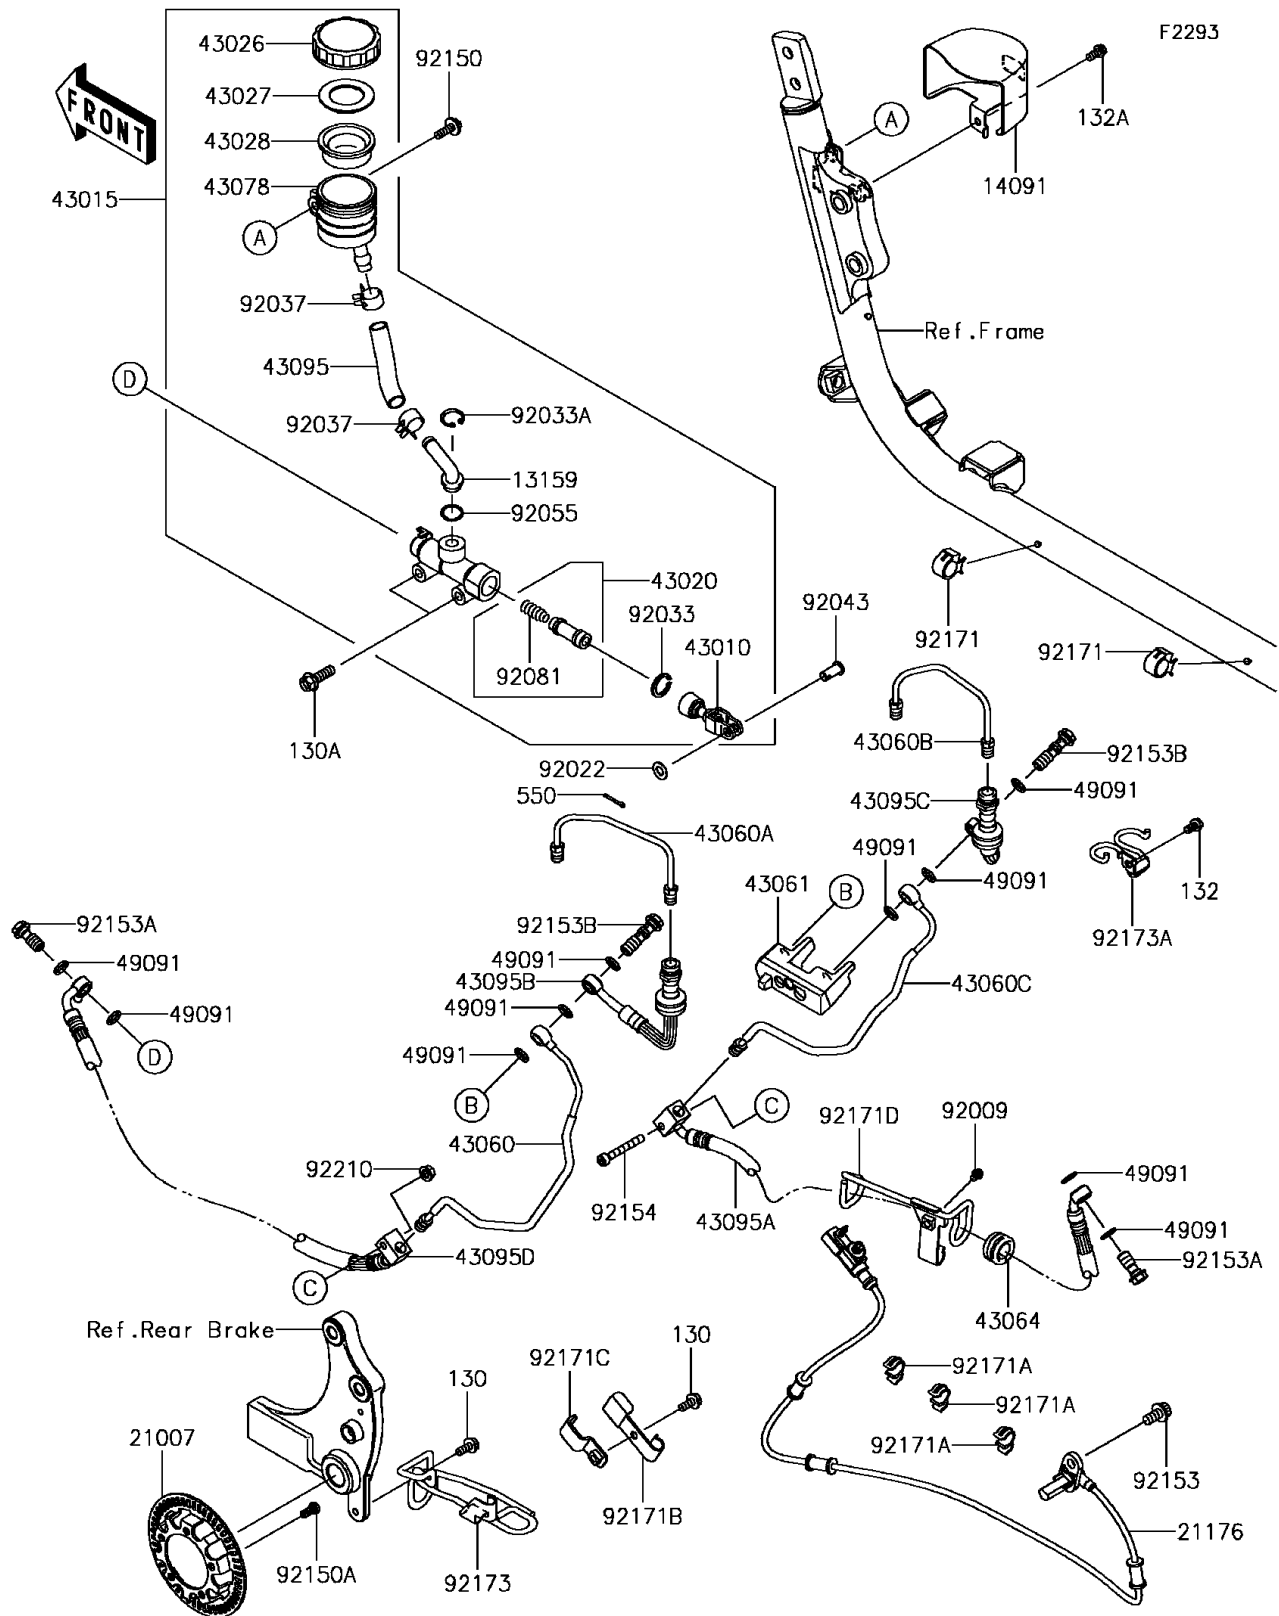 F2293
43026
92150
43027
43028
43078
43015
FRONT
A
A
132A
14091
92037
43095
D
Ref.Frame
92037
92033A
13159
92055
43020
92033
92043
43010
92081
92171
92171
130A
92022
550
43060A
43060B
92153B
49091
43095C
49091
49091
132
92173A
43061
B
92153A
49091
49091
D
92153B
49091
43095B
49091
49091
B
43060C
43060
C
92210
92154
43095A
92171D
92009
49091
49091
92153A
43064
43095D
C
Ref.Rear Brake
92171C
130
130
21007
92171A
92171A
92171A
92153
92171B
21176
92150A
92173